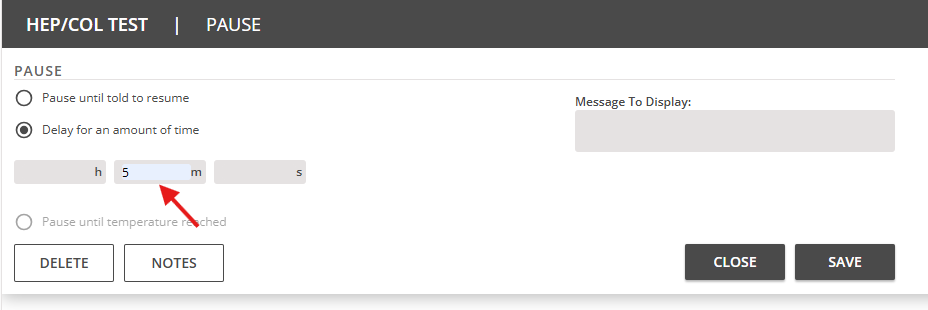 HEP/COL TEST | PAUSE
PAUSE
Pause until told to resume
Delay for an amount of time
Message To Display:
h 5 m s
Pause until temperature reached
DELETE NOTES CLOSE SAVE